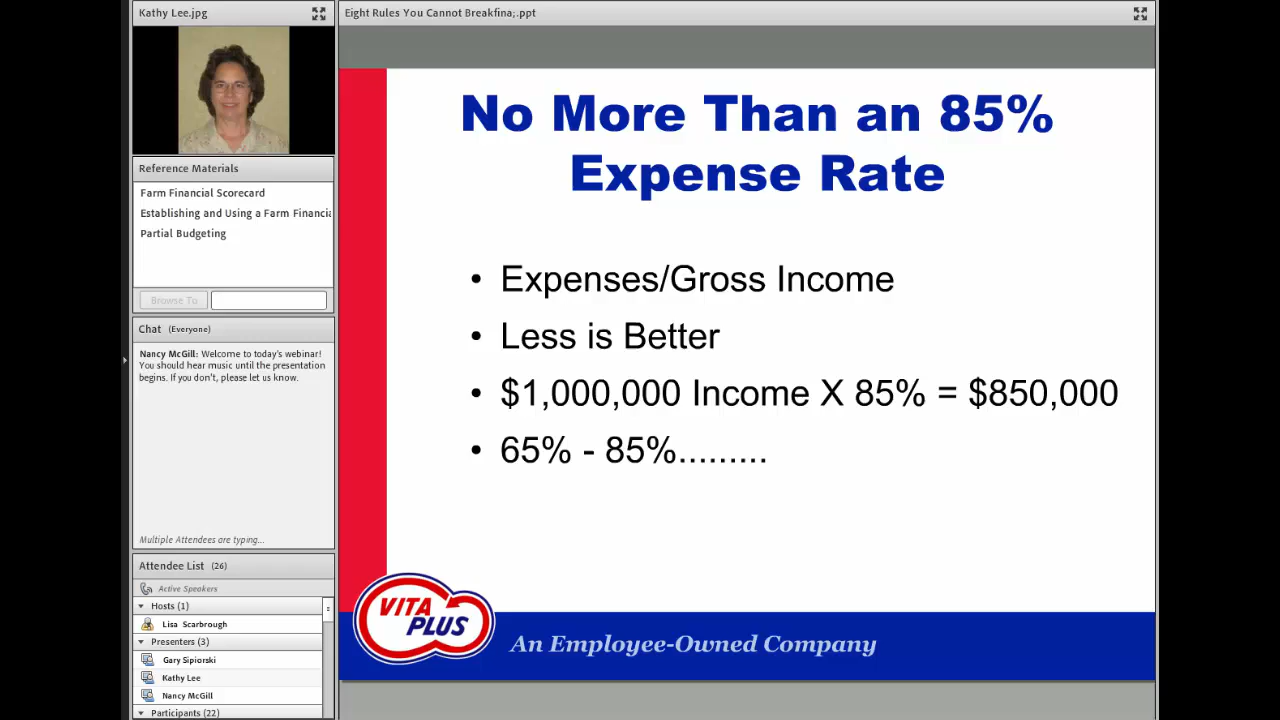 Kathy Lee.jpg
Reference Materials
Farm Financial Scorecard
Establishing and Using a Farm Financi
Partial Budgeting
Browse To
Chat (Everyone)
Nancy McGill: Welcome to today's webinar!
You should hear music until the presentation
begins. If you don't, please let us know.
Multiple Attendees are typing...
Attendee List (26)
Active Speakers
Hosts (1)
Lisa Scarbrough
Presenters (3)
Gary Sipiorski
Kathy Lee
Nancy McGill
Participants (22)
Eight Rules You Cannot Breakfina;.ppt
No More Than an 85%
Expense Rate
• Expenses/Gross Income
• Less is Better
• $1,000,000 Income X 85% = $850,000
• 65% - 85%.........
VITA
PLUS
An Employee-Owned Company